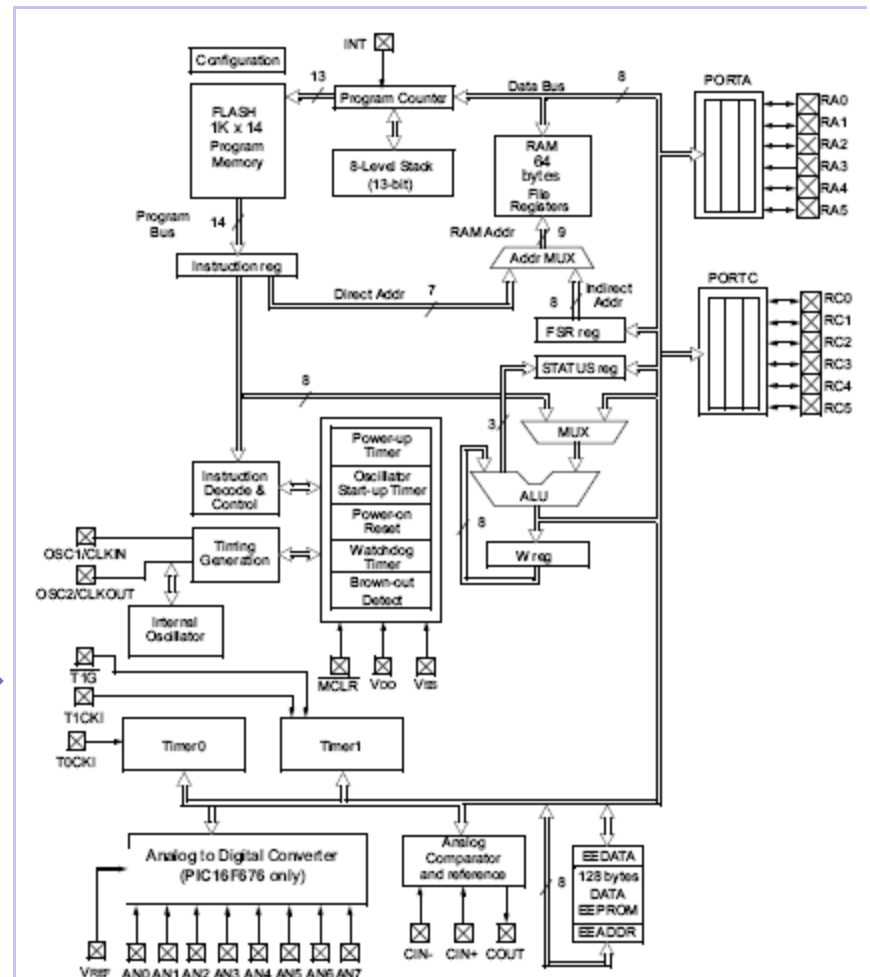 INT
Configuration
13
Program Counter
Data Bus
8
PORTA
FLASH
1K x 14
Program
Memory
8-Level Stack
(13-bit)
RAM
64
bytes
File
Registers
RA0
RA1
RA2
RA3
RA4
RA5
Program
Bus
14
RAM Addr
9
Addr MUX
Instruction reg
Direct Addr
7
8
Indirect
Addr
FSR reg
STATUS reg
PORTC
RC0
RC1
RC2
RC3
RC4
RC5
8
3
MUX
ALU
8
W reg
Instruction
Decode &
Control
Power-up
Timer
Oscillator
Start-up Timer
Power-on
Reset
Watchdog
Timer
Brown-out
Detect
OSC1/CLKIN
OSC2/CLKOUT
Timing
Generation
Internal
Oscillator
MCLR
VDD
VSS
T1G
T1CKI
T0CKI
Timer0
Timer1
Analog to Digital Converter
(PIC16F676 only)
Analog
Comparator
and reference
8
EEDATA
128 bytes
DATA
EEPROM
EEADDR
VREF
AN0 AN1 AN2 AN3 AN4 AN5 AN6 AN7
CIN- CIN+ COUT